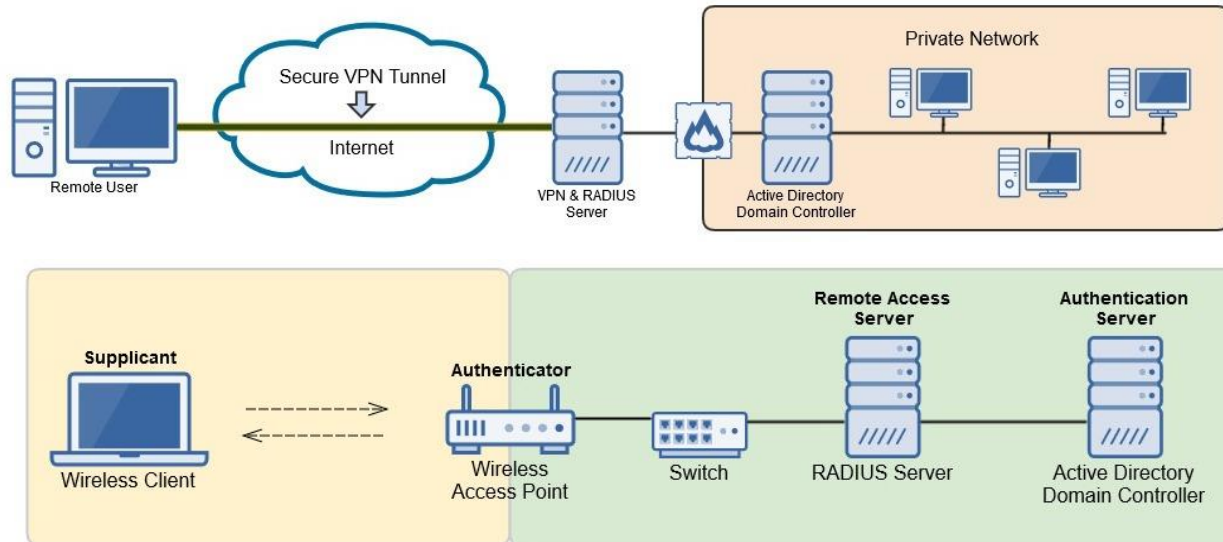 Private Network
Secure VPN Tunnel
Internet
Remote User
VPN & RADIUS
Server
Active Directory
Domain Controller
Supplicant
Wireless Client
Authenticator
Wireless
Access Point
Switch
Remote Access
Server
RADIUS Server
Authentication
Server
Active Directory
Domain Controller